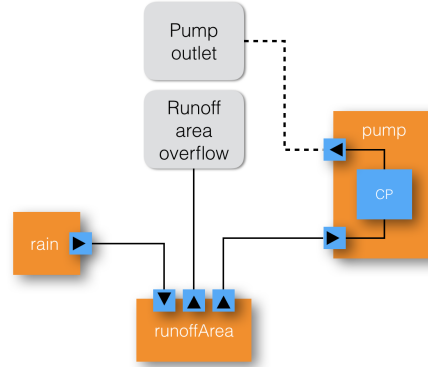 Pump
outlet
Runoff
area
overflow
pump
CP
rain
runoffArea